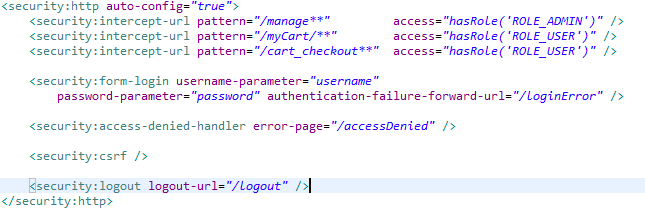 <security:http auto-config="true">
<security:intercept-url pattern="/manage**" access="hasRole('ROLE_ADMIN')" />
<security:intercept-url pattern="/myCart/**" access="hasRole('ROLE_USER')" />
<security:intercept-url pattern="/cart_checkout**" access="hasRole('ROLE_USER')" />
<security:form-login username-parameter="username"
password-parameter="password" authentication-failure-forward-url="/loginError" />
<security:access-denied-handler error-page="/accessDenied" />
<security:csrf />
<security:logout logout-url="/logout" />
</security:http>